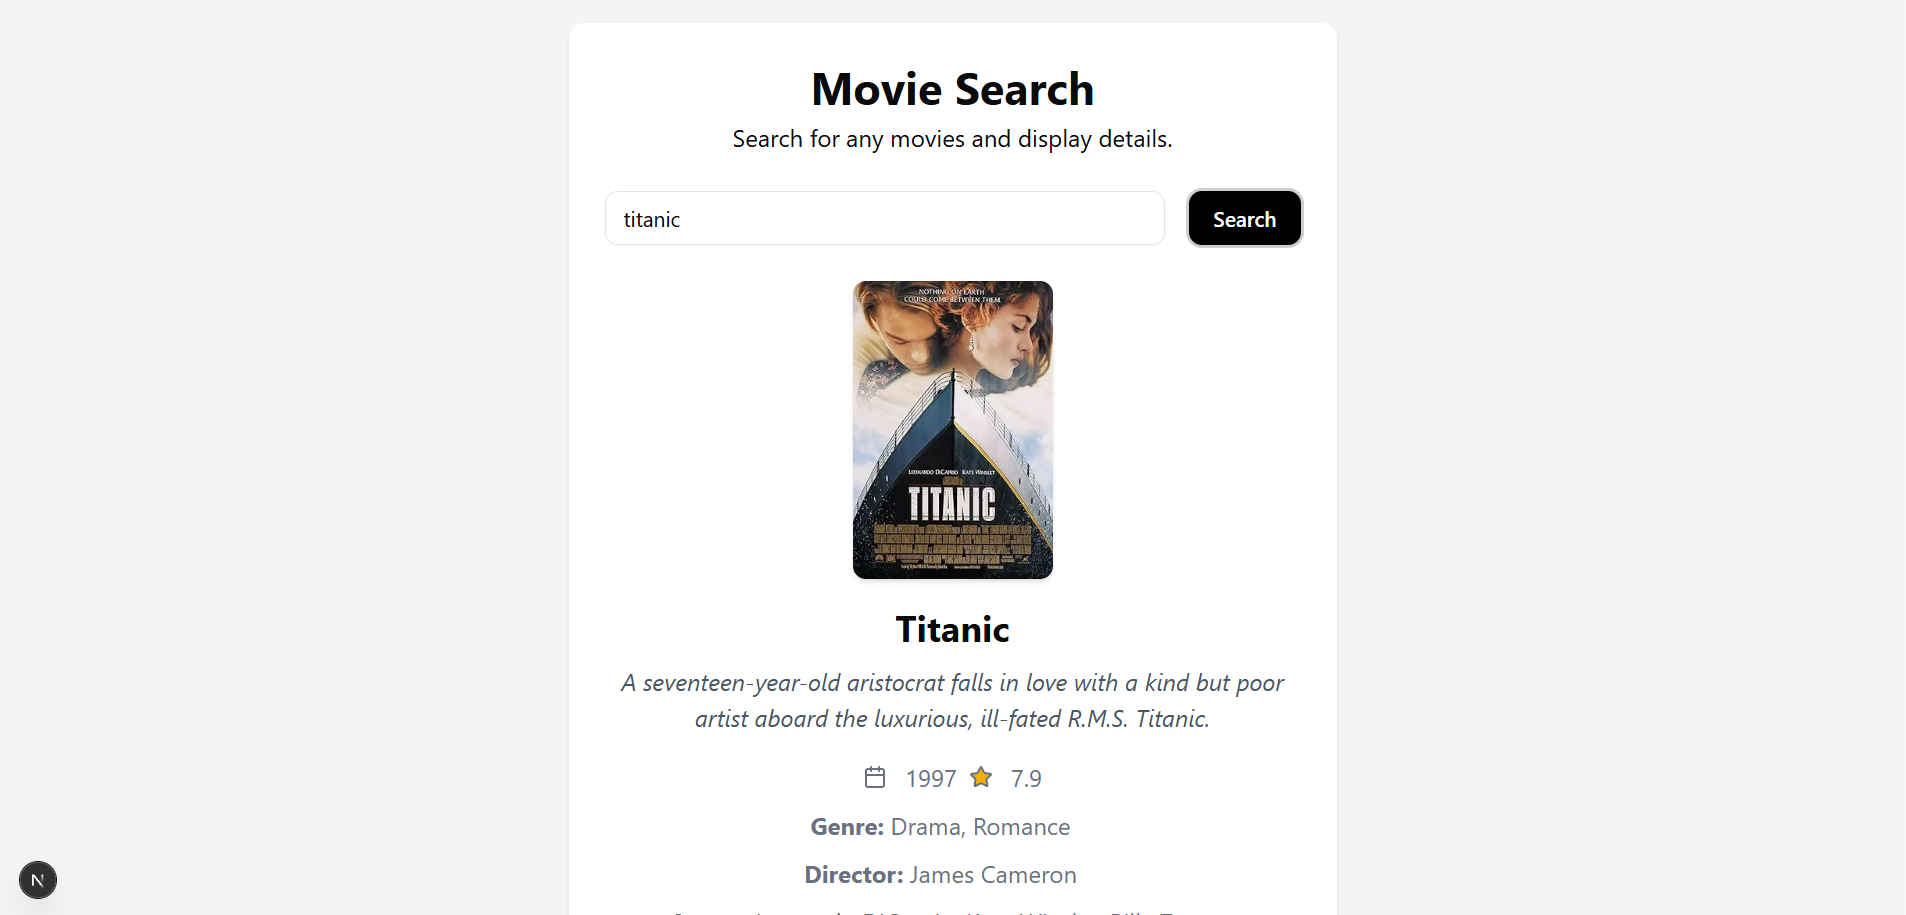 Movie Search
Search for any movies and display details.
titanic
Search
NOTHING ON EARTH
COULD COME BETWEEN THEM.
LEONARDO DICAPRIO KATE WINSLET
TITANIC
Titanic
A seventeen-year-old aristocrat falls in love with a kind but poor
artist aboard the luxurious, ill-fated R.M.S. Titanic.
1997 7.9
Genre: Drama, Romance
Director: James Cameron
N